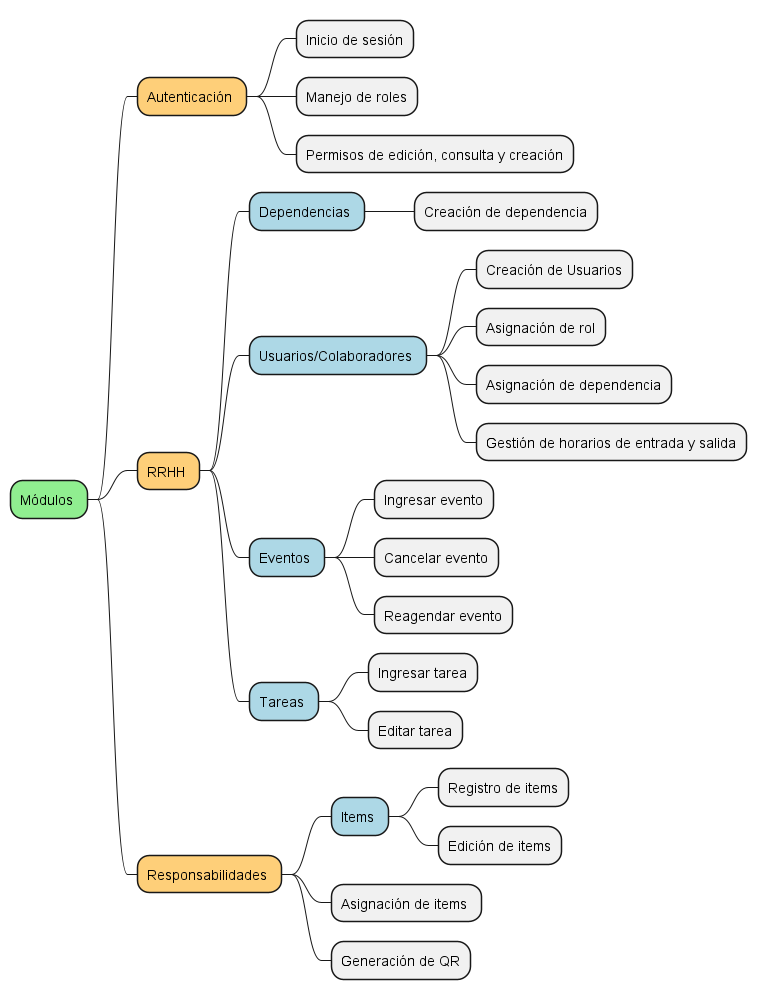 Módulos
Autenticación
Inicio de sesión
Manejo de roles
Permisos de edición, consulta y creación
RRHH
Dependencias
Creación de dependencia
Usuarios/Colaboradores
Creación de Usuarios
Asignación de rol
Asignación de dependencia
Gestión de horarios de entrada y salida
Eventos
Ingresar evento
Cancelar evento
Reagendar evento
Tareas
Ingresar tarea
Editar tarea
Responsabilidades
Items
Registro de items
Edición de items
Asignación de items
Generación de QR